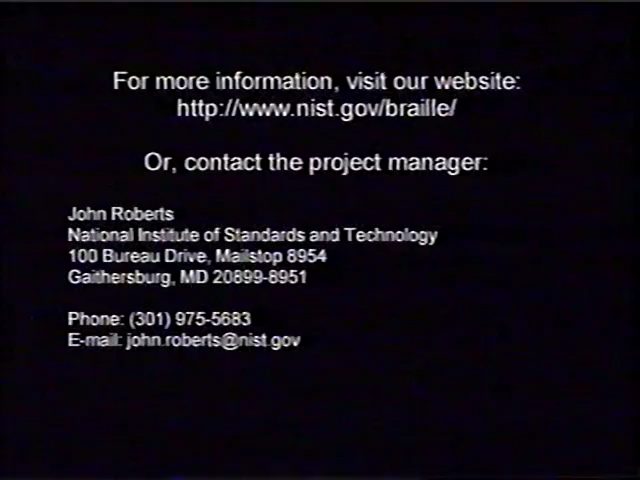 For more information, visit our website:
http://www.nist.gov/braille/
Or, contact the project manager:
John Roberts
National Institute of Standards and Technology
100 Bureau Drive, Mailstop 8954
Gaithersburg, MD 20899-8951
Phone: (301) 975-5683
E-mail: john.roberts@nist.gov